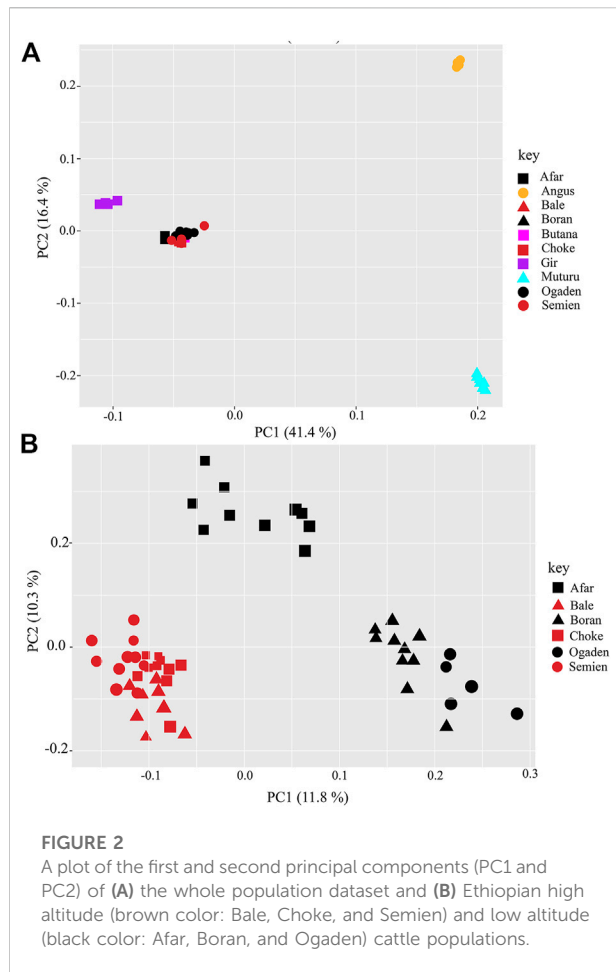 A
0.2
0.1
0.0
-0.1
-0.2
PC2 (16.4 %)
-0.1
0.0
0.1
0.2
PC1 (41.4 %)
key
Afar
Angus
Bale
Boran
Butana
Choke
Gir
Muturu
Ogaden
Semien
B
0.2
0.0
-0.2
PC2 (10.3 %)
-0.1
0.0
0.1
0.2
0.3
PC1 (11.8 %)
key
Afar
Bale
Boran
Choke
Ogaden
Semien
FIGURE 2
A plot of the first and second principal components (PC1 and
PC2) of (A) the whole population dataset and (B) Ethiopian high
altitude (brown color: Bale, Choke, and Semien) and low altitude
(black color: Afar, Boran, and Ogaden) cattle populations.